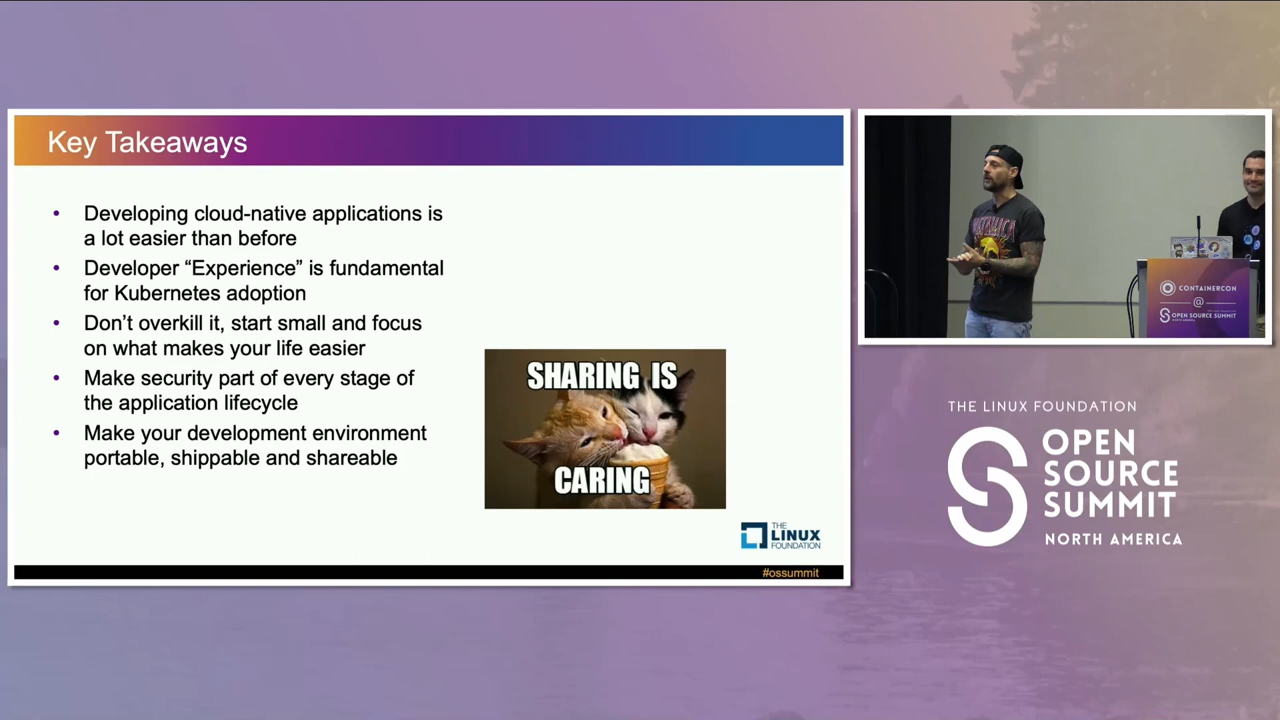 Key Takeaways
• Developing cloud-native applications is
a lot easier than before
• Developer “Experience” is fundamental
for Kubernetes adoption
• Don’t overkill it, start small and focus
on what makes your life easier
• Make security part of every stage of
the application lifecycle
• Make your development environment
portable, shippable and shareable
SHARING IS
CARING
THE
LINUX
FOUNDATION
#ossummit
METALLICA
CONTAINERCON
@
OPEN SOURCE SUMMIT
NORTH AMERICA
THE LINUX FOUNDATION
OPEN
SOURCE
SUMMIT
NORTH AMERICA